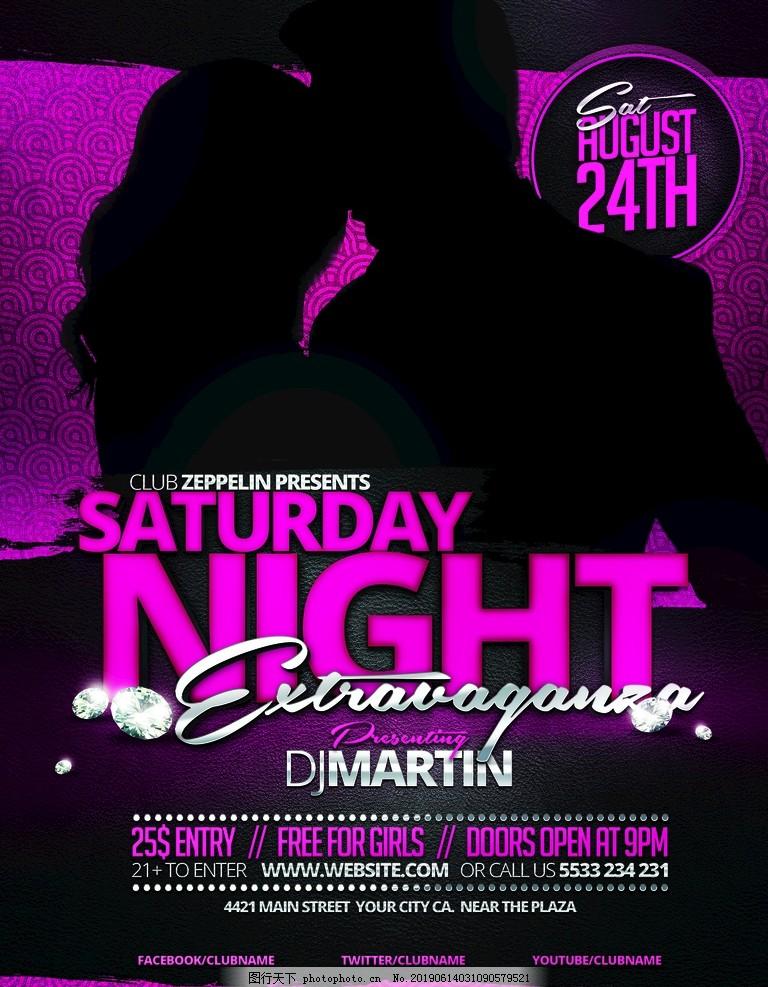 Sat
AUGUST
24TH
CLUB ZEPPELIN PRESENTS
SATURDAY
NIGHT
Extravaganza
Presenting
DJMARTIN
25$ ENTRY // FREE FOR GIRLS // DOORS OPEN AT 9PM
21+ TO ENTER WWW.WEBSITE.COM OR CALL US 5533 234 231
4421 MAIN STREET YOUR CITY CA. NEAR THE PLAZA
FACEBOOK/CLUBNAME TWITTER/CLUBNAME YOUTUBE/CLUBNAME
图行天下 photophoto.cn No.20190614031090579521